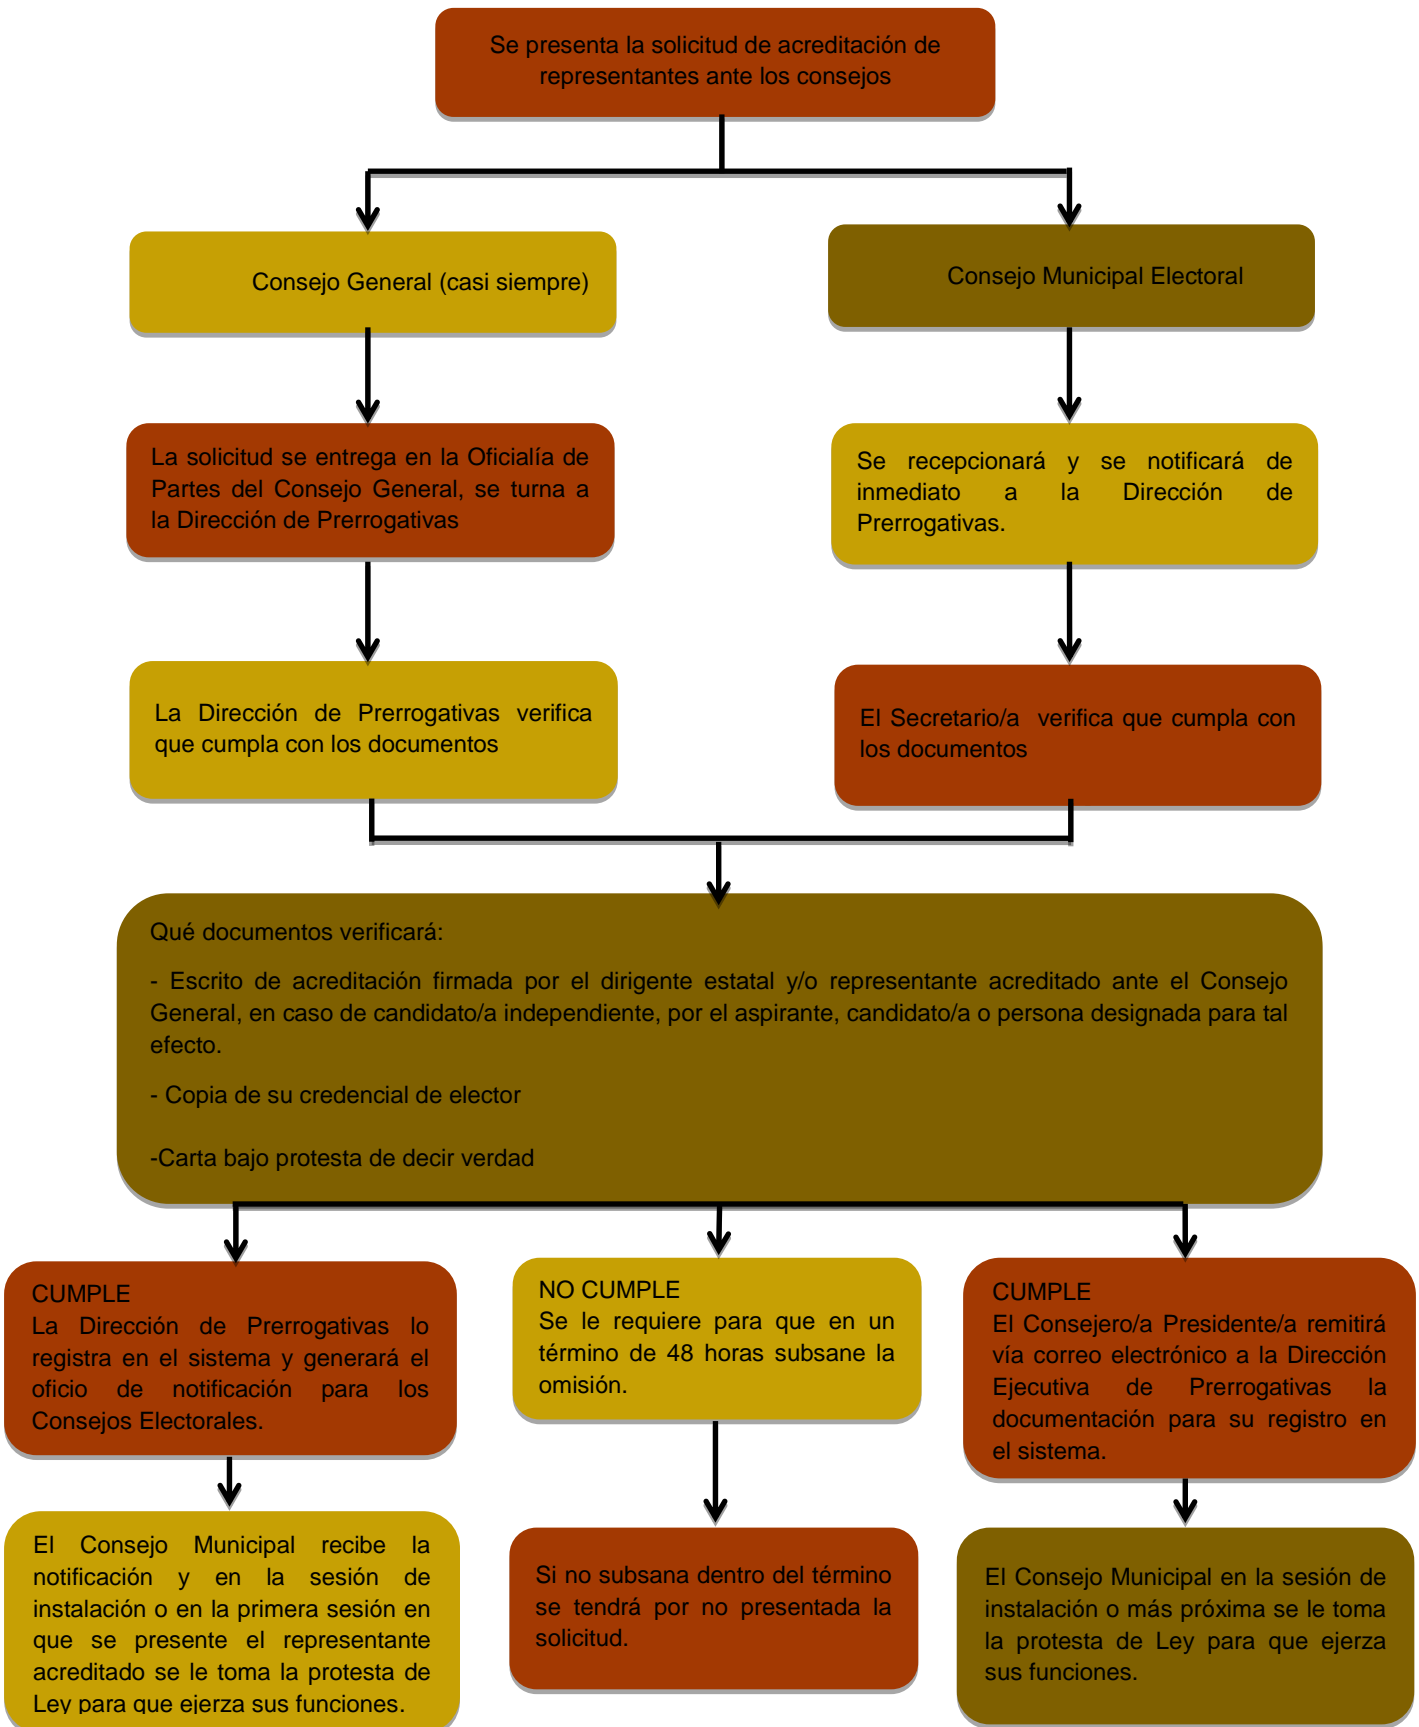 Se presenta la solicitud de acreditación de
representantes ante los consejos
Consejo General (casi siempre)
Consejo Municipal Electoral
La solicitud se entrega en la Oficialía de
Partes del Consejo General, se turna a
la Dirección de Prerrogativas
Se recepcionará y se notificará de
inmediato a la Dirección de
Prerrogativas.
La Dirección de Prerrogativas verifica
que cumpla con los documentos
El Secretario/a verifica que cumpla con
los documentos
Qué documentos verificará:
- Escrito de acreditación firmada por el dirigente estatal y/o representante acreditado ante el Consejo
General, en caso de candidato/a independiente, por el aspirante, candidato/a o persona designada para tal
efecto.
- Copia de su credencial de elector
-Carta bajo protesta de decir verdad
CUMPLE
La Dirección de Prerrogativas lo
registra en el sistema y generará el
oficio de notificación para los
Consejos Electorales.
NO CUMPLE
Se le requiere para que en un
término de 48 horas subsane la
omisión.
CUMPLE
El Consejero/a Presidente/a remitirá
vía correo electrónico a la Dirección
Ejecutiva de Prerrogativas la
documentación para su registro en
el sistema.
El Consejo Municipal recibe la
notificación y en la sesión de
instalación o en la primera sesión en
que se presente el representante
acreditado se le toma la protesta de
Ley para que ejerza sus funciones.
Si no subsana dentro del término
se tendrá por no presentada la
solicitud.
El Consejo Municipal en la sesión de
instalación o más próxima se le toma
la protesta de Ley para que ejerza
sus funciones.